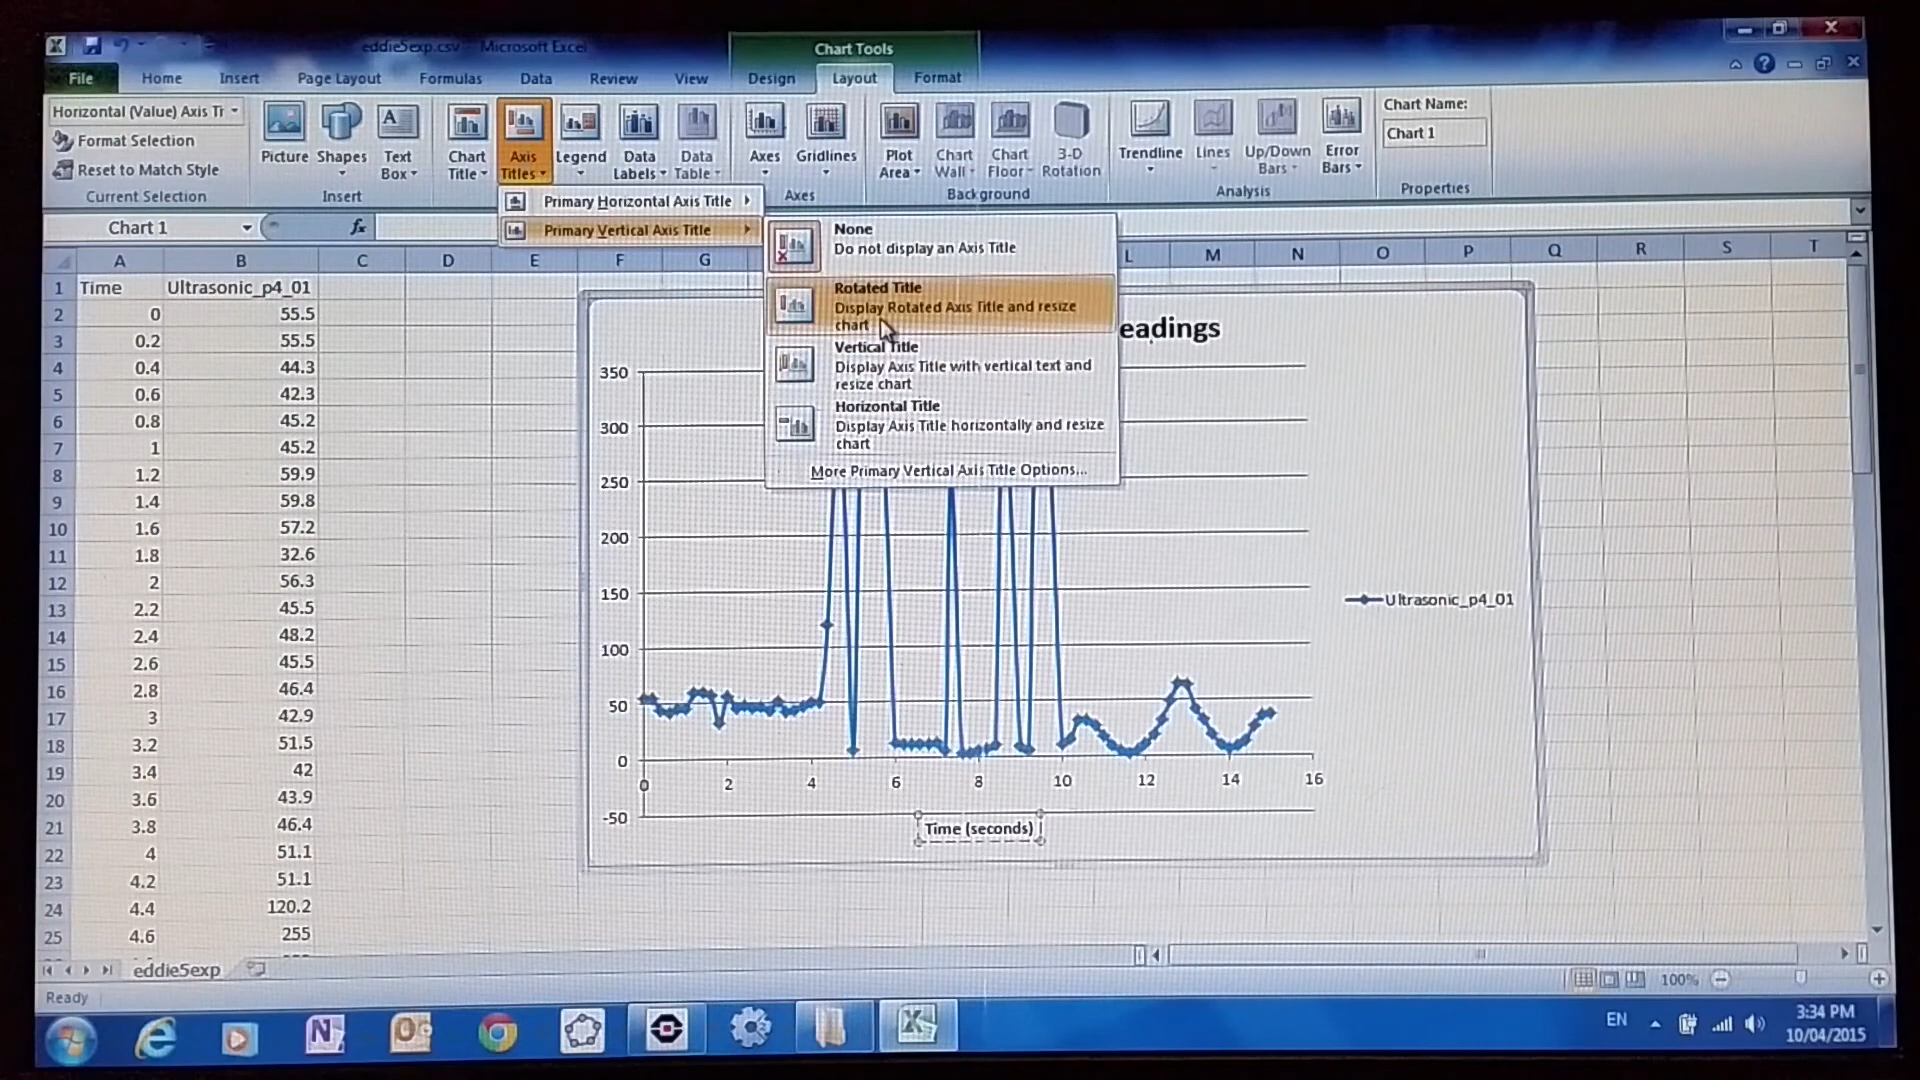 eddie5exp.csv - Microsoft Excel
Chart Tools
File Home Insert Page Layout Formulas Data Review View Design Layout Format
Horizontal (Value) Axis Tr
Format Selection
Reset to Match Style
Current Selection
Picture Shapes Text Box
Insert
Chart Title Axis Titles Legend Data Labels Data Table
Axes Gridlines
Axes
Plot Area Chart Wall Chart Floor 3-D Rotation
Background
Trendline Lines Up/Down Bars Error Bars
Analysis
Chart Name:
Chart 1
Properties
Primary Horizontal Axis Title
Primary Vertical Axis Title
None
Do not display an Axis Title
Rotated Title
Display Rotated Axis Title and resize
chart
Vertical Title
Display Axis Title with vertical text and
resize chart
Horizontal Title
Display Axis Title horizontally and resize
chart
More Primary Vertical Axis Title Options...
Chart 1 fx
A B C D E F G L M N O P Q R S T
1 Time Ultrasonic_p4_01
2 0 55.5
3 0.2 55.5
4 0.4 44.3
5 0.6 42.3
6 0.8 45.2
7 1 45.2
8 1.2 59.9
9 1.4 59.8
10 1.6 57.2
11 1.8 32.6
12 2 56.3
13 2.2 45.5
14 2.4 48.2
15 2.6 45.5
16 2.8 46.4
17 3 42.9
18 3.2 51.5
19 3.4 42
20 3.6 43.9
21 3.8 46.4
22 4 51.1
23 4.2 51.1
24 4.4 120.2
25 4.6 255
eadings
350
300
250
200
150
100
50
0
-50
0 2 4 6 8 10 12 14 16
Time (seconds)
Ultrasonic_p4_01
eddie5exp
Ready
100%
EN
3:34 PM
10/04/2015